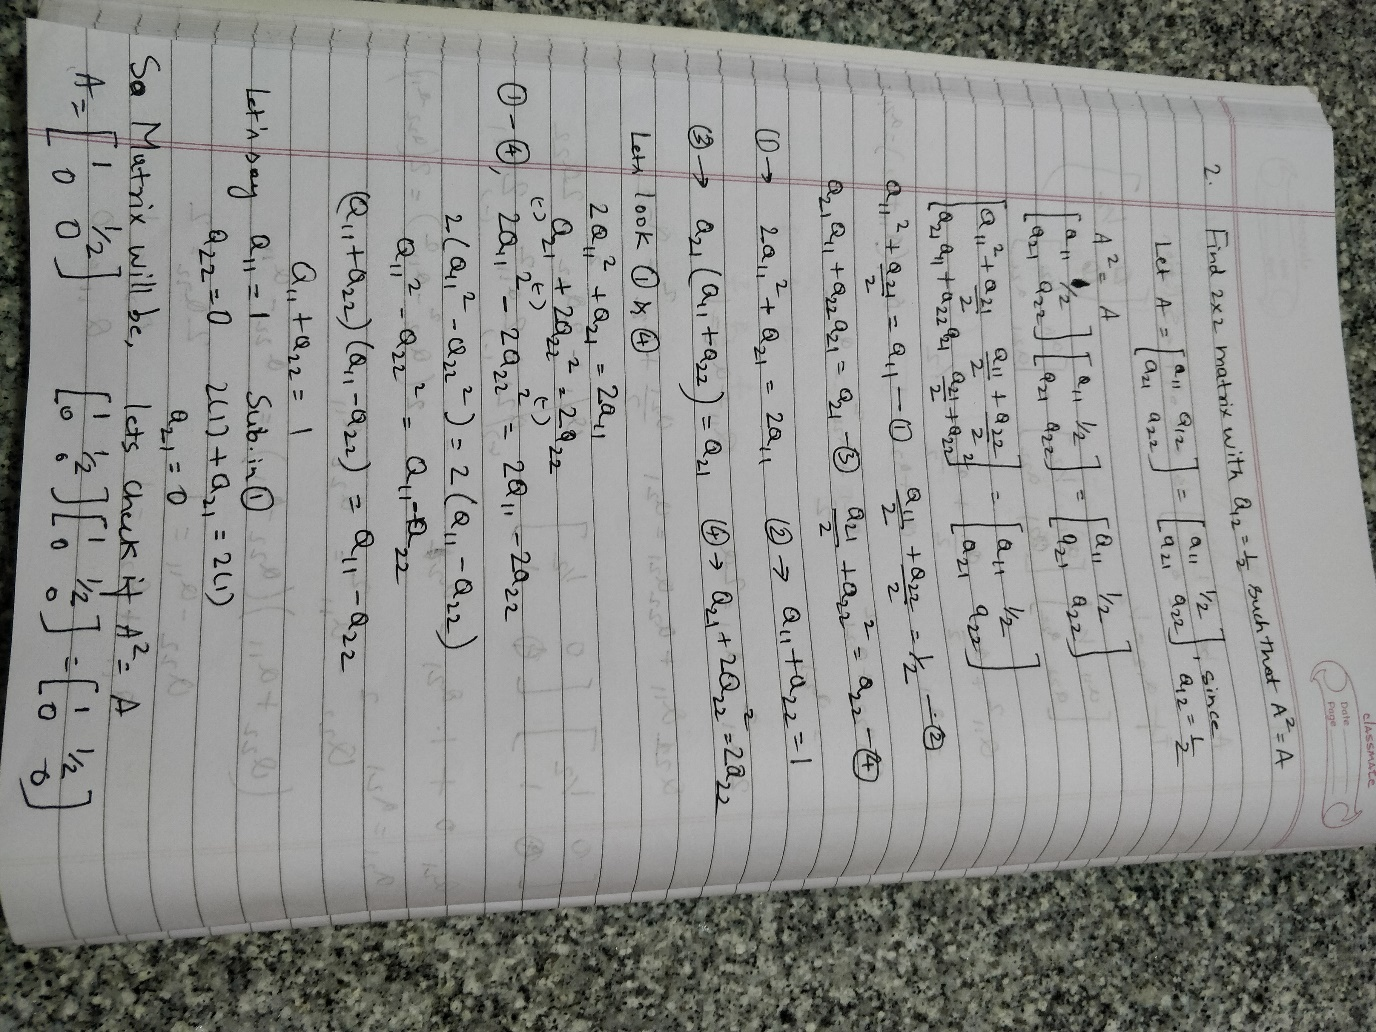 classmate
Date
Page
2. Find 2x2 matrix with a₁₂ = ½ such that A² = A
Let A = [a₁₁ a₁₂; a₂₁ a₂₂] = [a₁₁ 1/2; a₂₁ a₂₂], since a₁₂ = ½
A² = A
[a₁₁ 1/2; a₂₁ a₂₂] [a₁₁ 1/2; a₂₁ a₂₂] = [a₁₁ 1/2; a₂₁ a₂₂]
[a₁₁² + a₂₁/2 a₁₁/2 + a₂₂/2; a₂₁a₁₁ + a₂₂a₂₁ a₂₁/2 + a₂₂²] = [a₁₁ 1/2; a₂₁ a₂₂]
a₁₁² + a₂₁/2 = a₁₁ -- ① a₁₁/2 + a₂₂/2 = 1/2 -- ②
a₂₁a₁₁ + a₂₂a₂₁ = a₂₁ - ③ a₂₁/2 + a₂₂² = a₂₂ - ④
① → 2a₁₁² + a₂₁ = 2a₁₁ ② → a₁₁ + a₂₂ = 1
③ → a₂₁(a₁₁ + a₂₂) = a₂₁ ④ → a₂₁ + 2a₂₂² = 2a₂₂
Lets look ① & ④
2a₁₁² + a₂₁ = 2a₁₁
a₂₁ + 2a₂₂² = 2a₂₂
(-) (-) (-)
① - ④, 2a₁₁² - 2a₂₂² = 2a₁₁ - 2a₂₂
2(a₁₁² - a₂₂²) = 2(a₁₁ - a₂₂)
a₁₁² - a₂₂² = a₁₁ - a₂₂
(a₁₁ + a₂₂)(a₁₁ - a₂₂) = a₁₁ - a₂₂
a₁₁ + a₂₂ = 1
Let's say a₁₁ = 1 Sub. in ①
a₂₂ = 0 2(1) + a₂₁ = 2(1)
a₂₁ = 0
So Matrix will be, lets check if A² = A
A = [1 1/2; 0 0] [1 1/2; 0 0] [1 1/2; 0 0] = [1 1/2; 0 0]